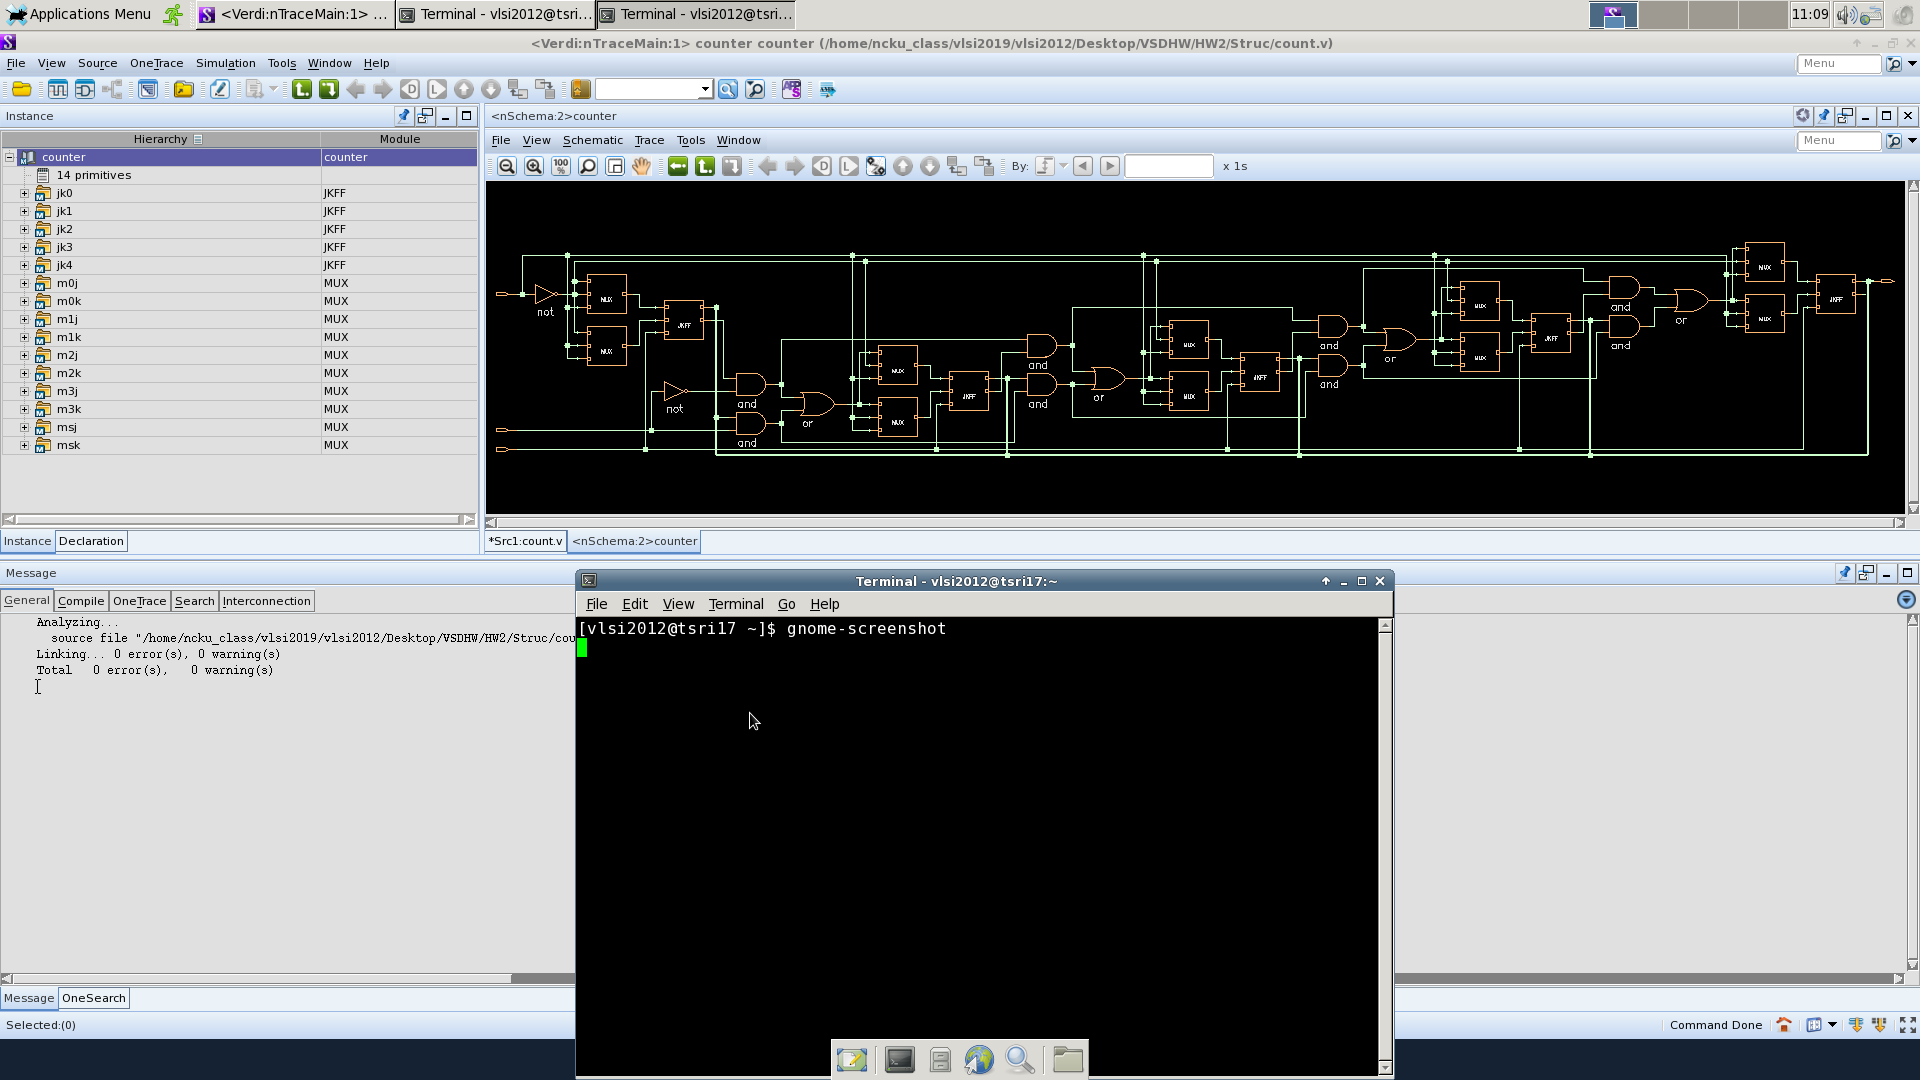 Applications Menu
<Verdi:nTraceMain:1> ...
Terminal - vlsi2012@tsri...
Terminal - vlsi2012@tsri...
11:09
<Verdi:nTraceMain:1> counter counter (/home/ncku_class/vlsi2019/vlsi2012/Desktop/VSDHW/HW2/Struc/count.v)
File View Source OneTrace Simulation Tools Window Help
Menu
Instance
Hierarchy Module
counter counter
14 primitives
jk0 JKFF
jk1 JKFF
jk2 JKFF
jk3 JKFF
jk4 JKFF
m0j MUX
m0k MUX
m1j MUX
m1k MUX
m2j MUX
m2k MUX
m3j MUX
m3k MUX
msj MUX
msk MUX
Instance Declaration
<nSchema:2>counter
File View Schematic Trace Tools Window
Menu
100 %
By:
x 1s
not
MUX
MUX
JKFF
not
and
and
or
MUX
MUX
JKFF
and
and
or
MUX
MUX
JKFF
and
and
or
MUX
MUX
JKFF
and
and
or
MUX
MUX
JKFF
*Src1:count.v <nSchema:2>counter
Message
General Compile OneTrace Search Interconnection
Analyzing...
source file "/home/ncku_class/vlsi2019/vlsi2012/Desktop/VSDHW/HW2/Struc/cou
Linking... 0 error(s), 0 warning(s)
Total 0 error(s), 0 warning(s)
Terminal - vlsi2012@tsri17:~
File Edit View Terminal Go Help
[vlsi2012@tsri17 ~]$ gnome-screenshot
Message OneSearch
Selected:(0)
Command Done